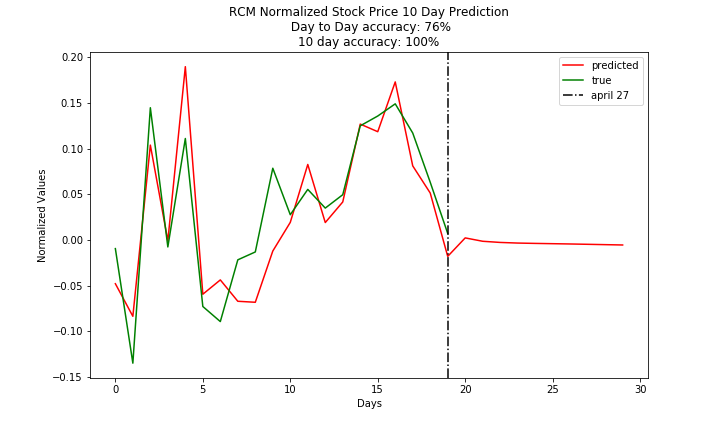 RCM Normalized Stock Price 10 Day Prediction
Day to Day accuracy: 76%
10 day accuracy: 100%
predicted
true
april 27
0.20
0.15
0.10
0.05
0.00
−0.05
−0.10
−0.15
Normalized Values
0 5 10 15 20 25 30
Days